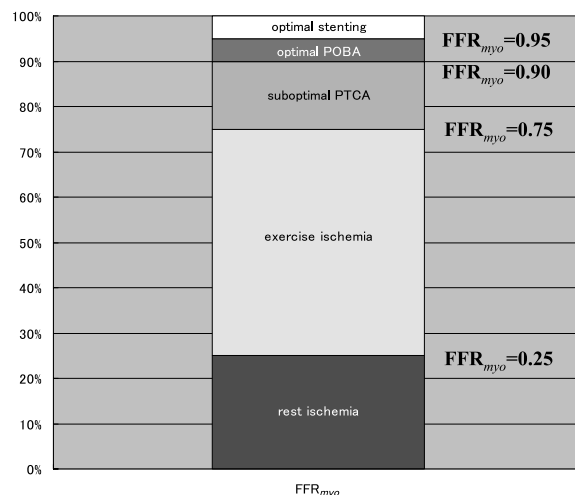 100%
optimal stenting
FFRmyo=0.95
90%
optimal POBA
FFRmyo=0.90
80%
suboptimal PTCA
FFRmyo=0.75
70%
60%
50%
exercise ischemia
40%
30%
FFRmyo=0.25
20%
10%
rest ischemia
0%
FFRmyo